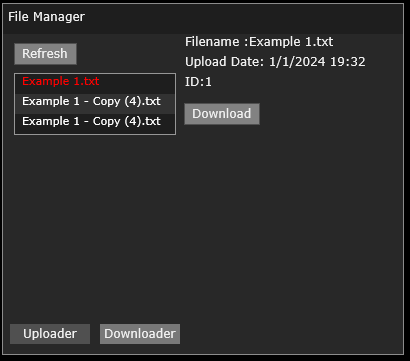 File Manager
Refresh
Example 1.txt
Example 1 - Copy (4).txt
Example 1 - Copy (4).txt
Filename :Example 1.txt
Upload Date: 1/1/2024 19:32
ID:1
Download
Uploader
Downloader